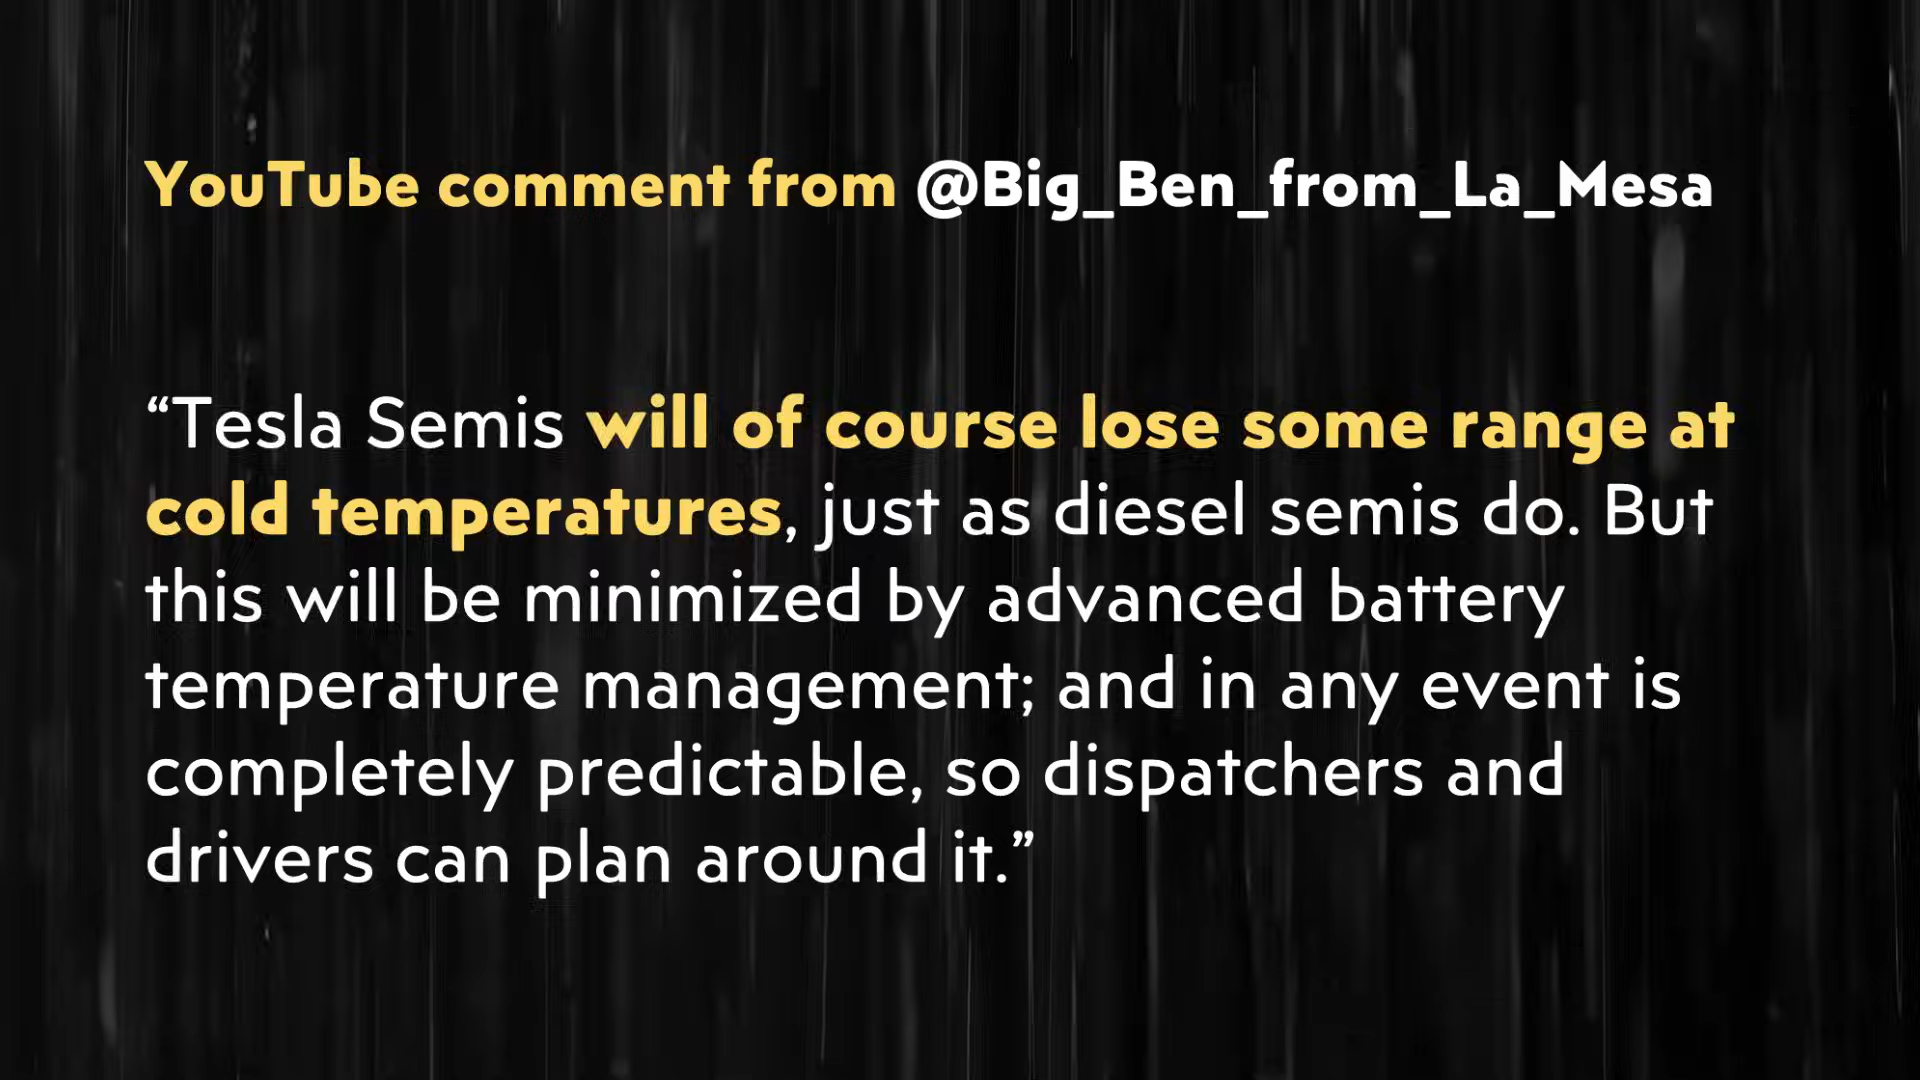 YouTube comment from @Big_Ben_from_La_Mesa
“Tesla Semis will of course lose some range at
cold temperatures, just as diesel semis do. But
this will be minimized by advanced battery
temperature management; and in any event is
completely predictable, so dispatchers and
drivers can plan around it.”